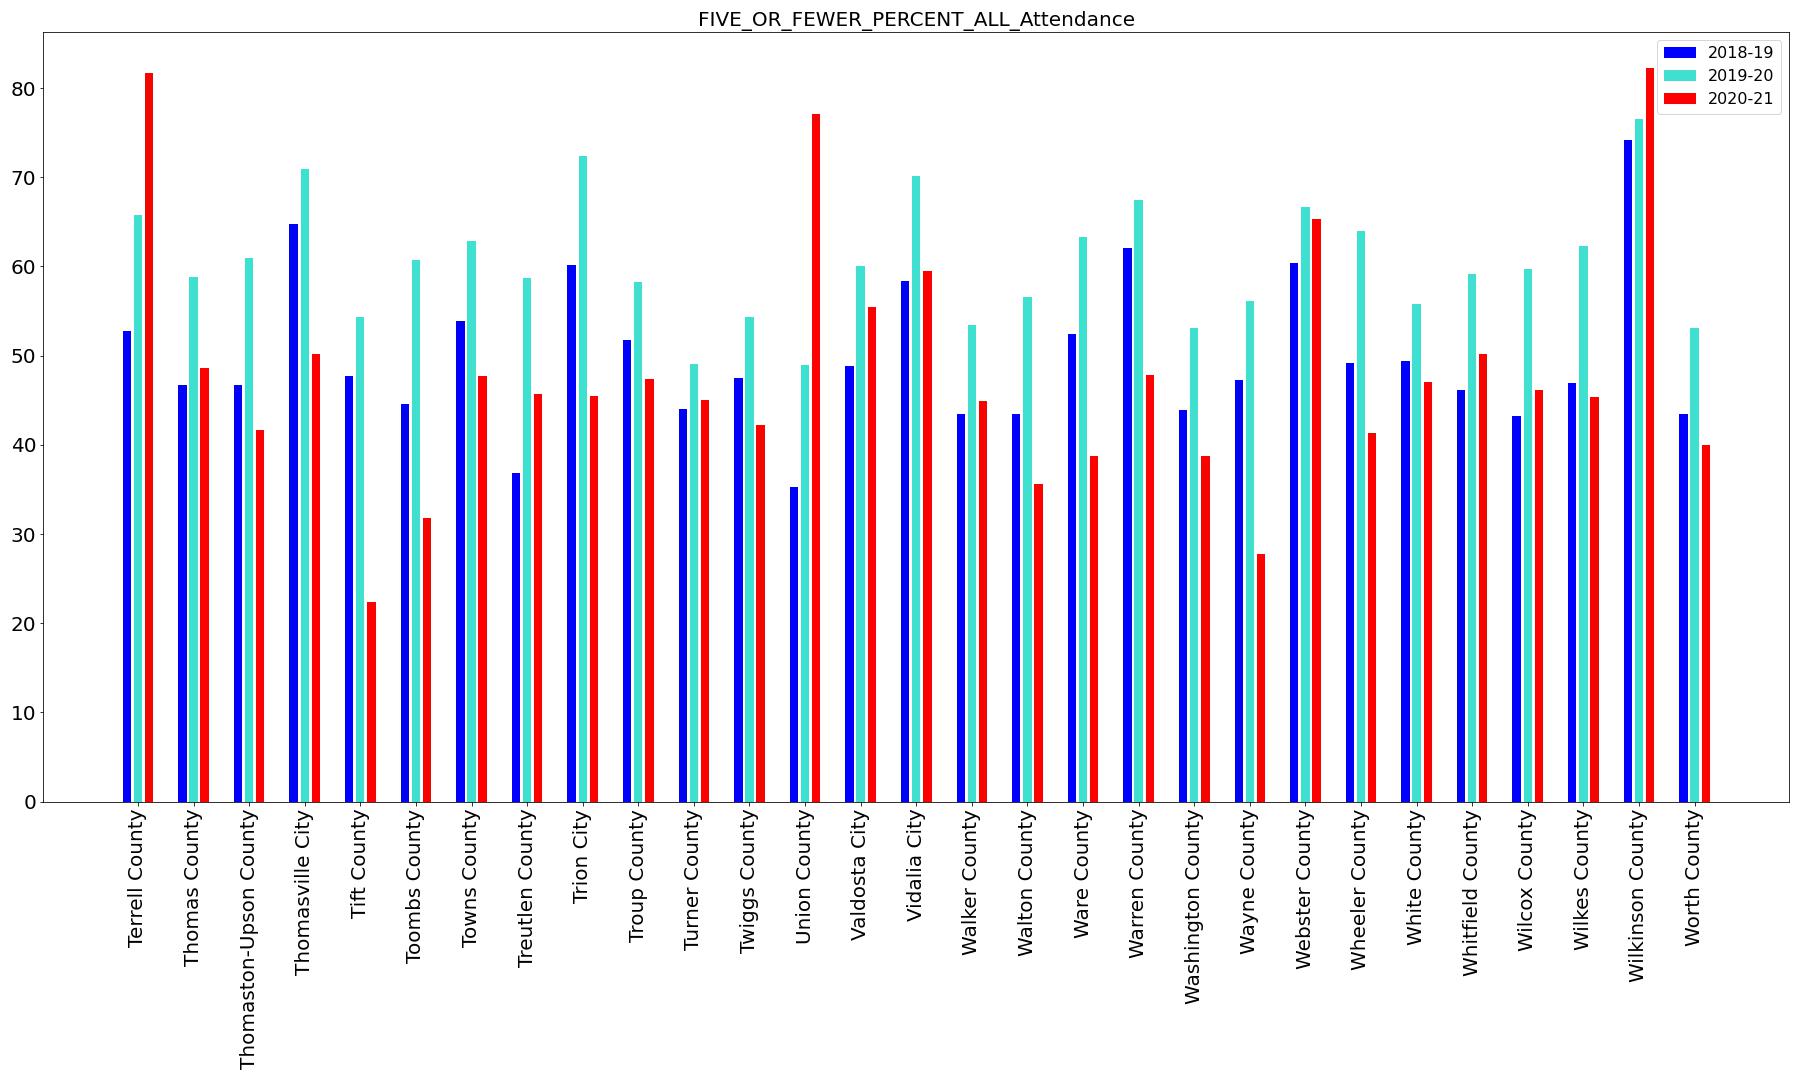 FIVE_OR_FEWER_PERCENT_ALL_Attendance
2018-19
2019-20
2020-21
80
70
60
50
40
30
20
10
0
Terrell County
Thomas County
Thomaston-Upson County
Thomasville City
Tift County
Toombs County
Towns County
Treutlen County
Trion City
Troup County
Turner County
Twiggs County
Union County
Valdosta City
Vidalia City
Walker County
Walton County
Ware County
Warren County
Washington County
Wayne County
Webster County
Wheeler County
White County
Whitfield County
Wilcox County
Wilkes County
Wilkinson County
Worth County